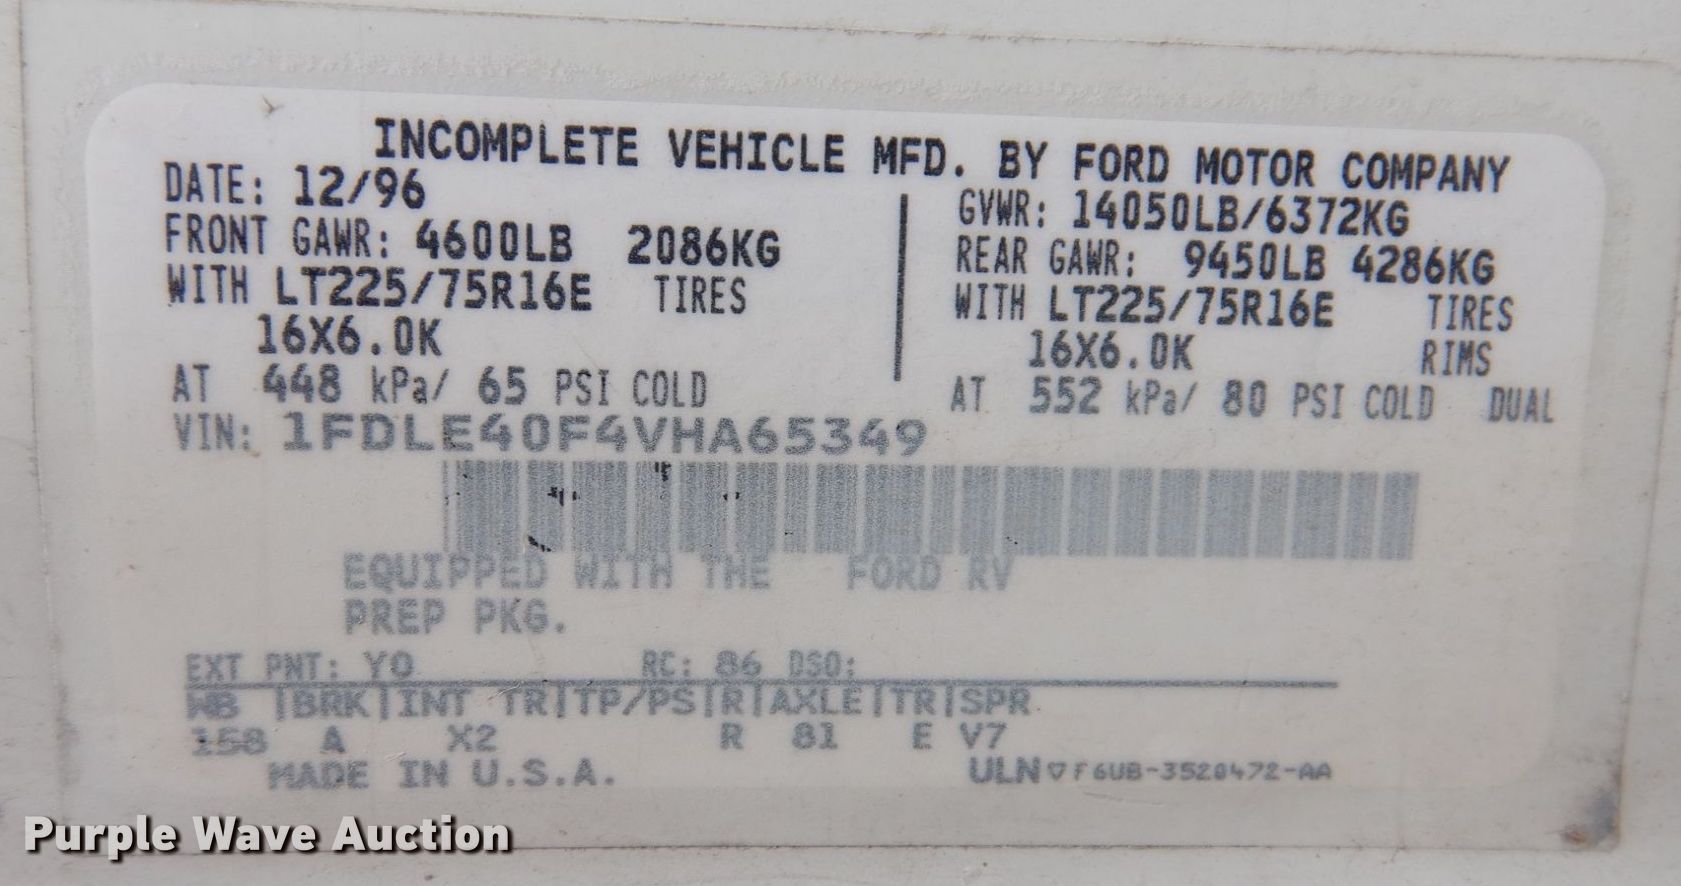 INCOMPLETE VEHICLE MFD. BY FORD MOTOR COMPANY
DATE: 12/96
FRONT GAWR: 4600LB 2086KG
WITH LT225/75R16E TIRES
16X6.0K
AT 448 kPa/ 65 PSI COLD
GVWR: 14050LB/6372KG
REAR GAWR: 9450LB 4286KG
WITH LT225/75R16E TIRES
16X6.0K RIMS
AT 552 kPa/ 80 PSI COLD DUAL
VIN: 1FDLE40F4VHA65349
EQUIPPED WITH THE FORD RV
PREP PKG.
EXT PNT: YO RC: 86 DSO:
WB |BRK|INT TR|TP/PS|R|AXLE|TR|SPR
158 A X2 R 81 E V7
MADE IN U.S.A. ULN▽F6UB-3520472-AA
Purple Wave Auction